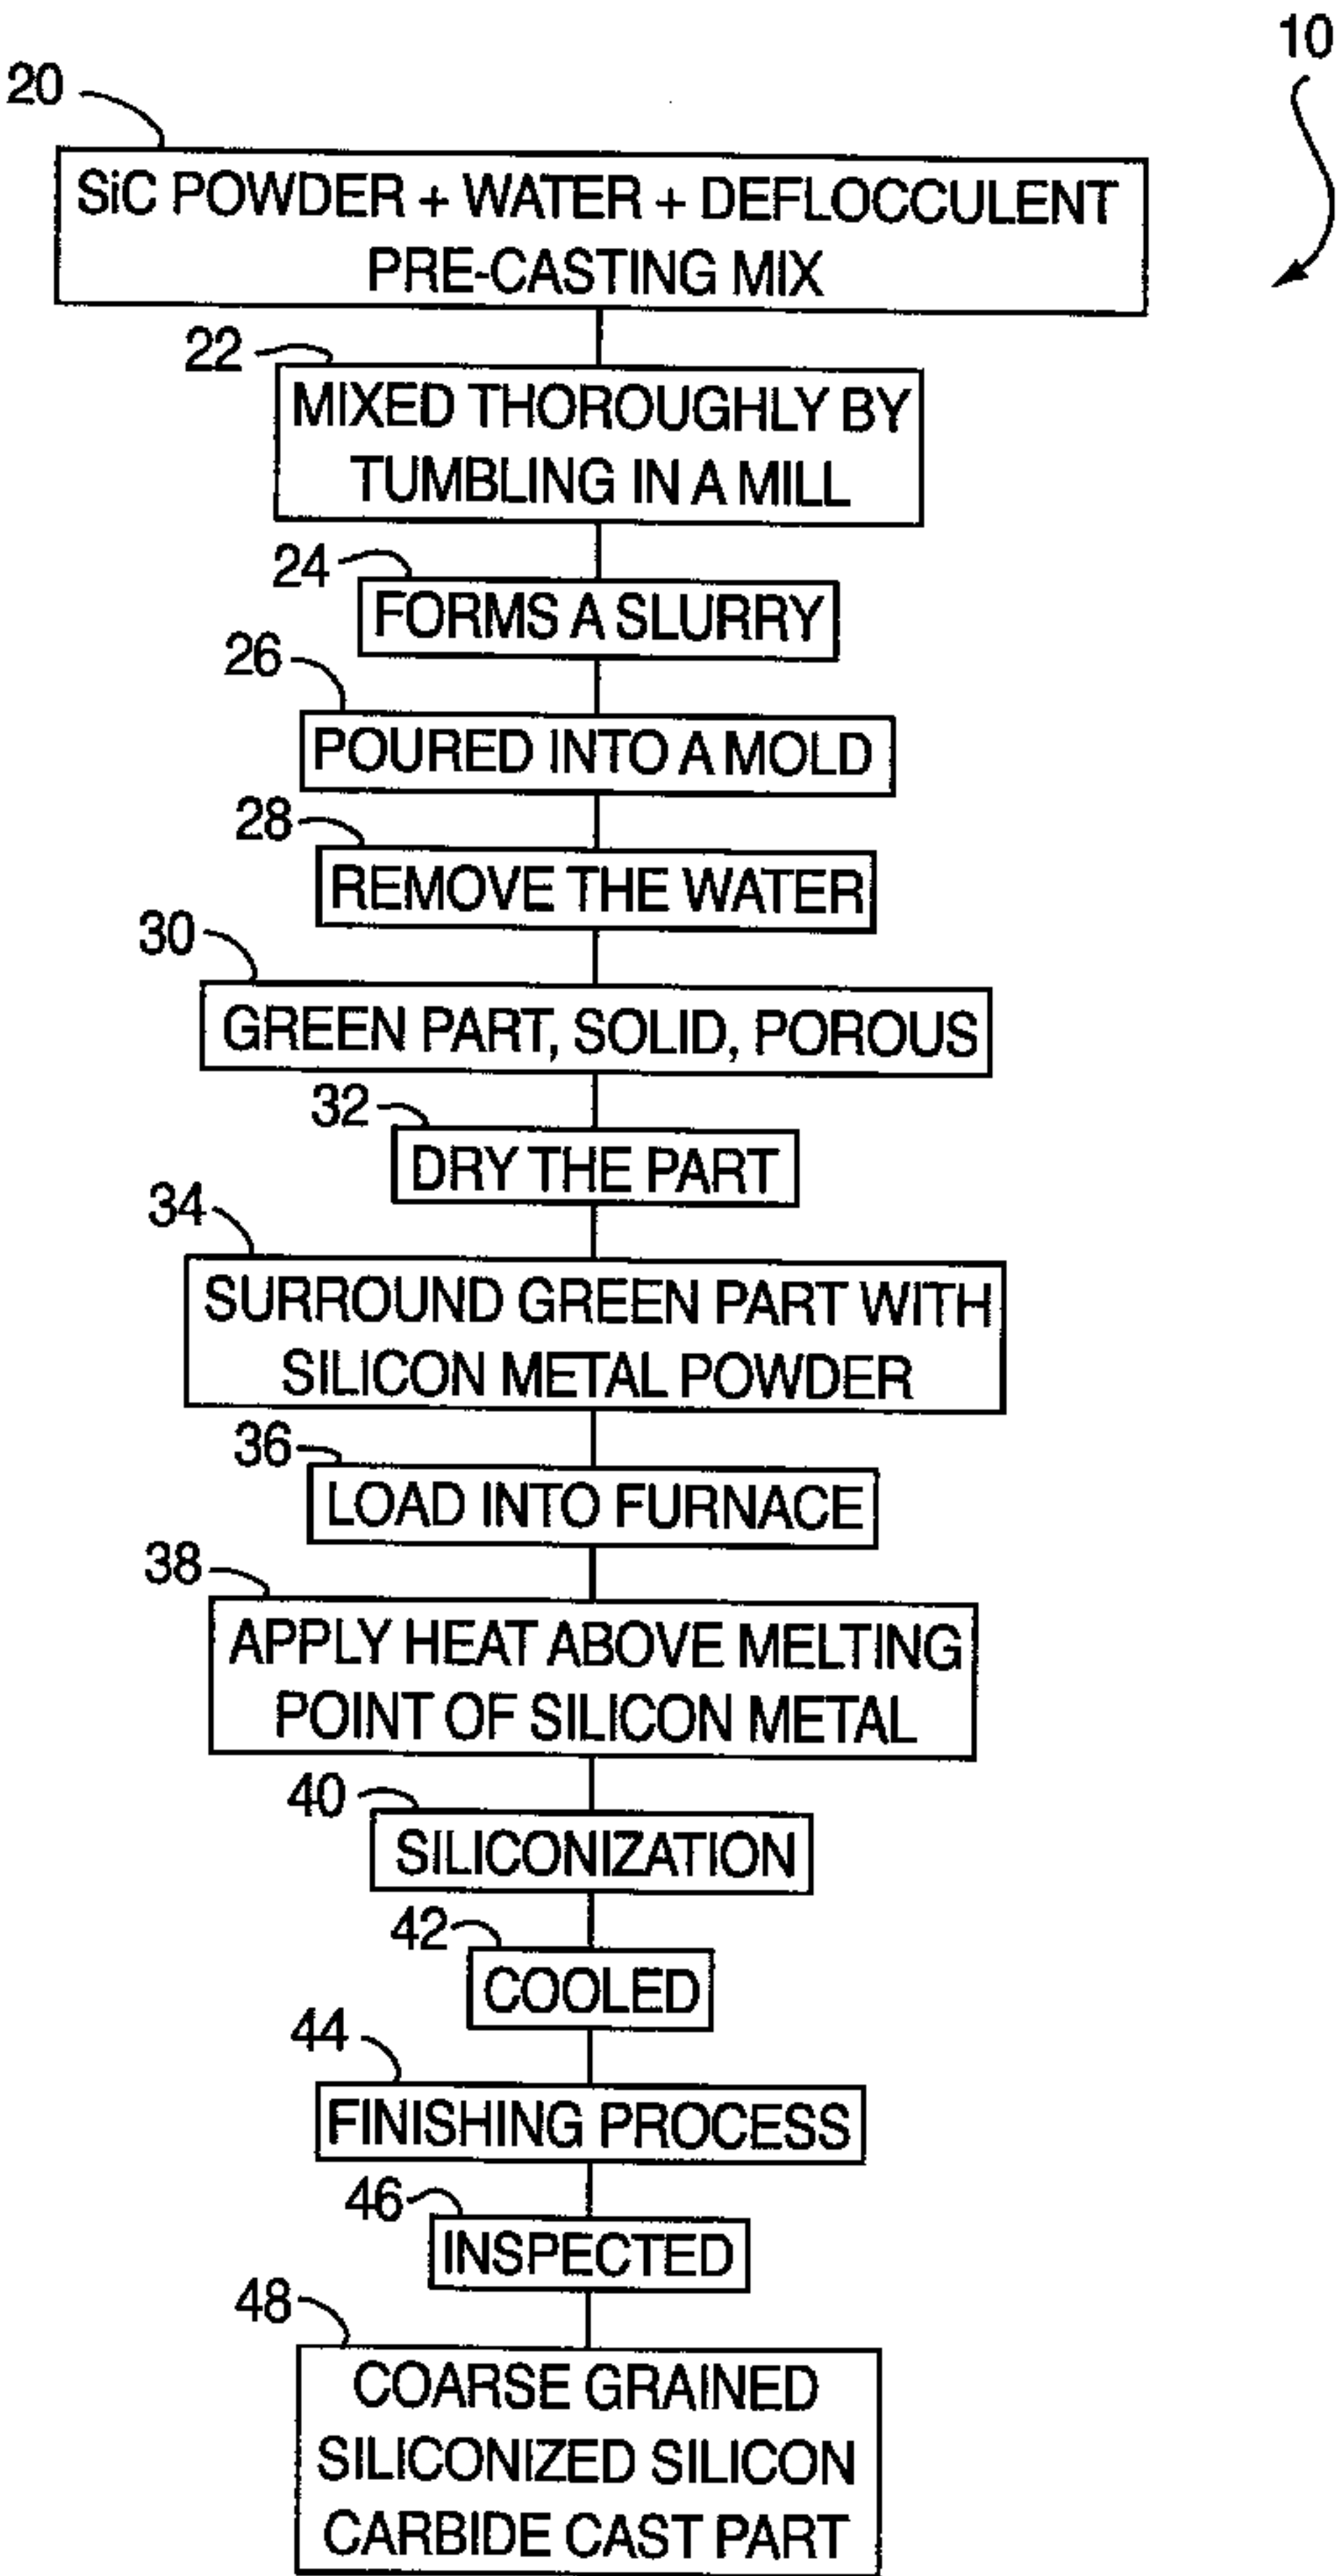 10
20
SiC POWDER + WATER + DEFLOCCULENT
PRE-CASTING MIX
22
MIXED THOROUGHLY BY
TUMBLING IN A MILL
24
FORMS A SLURRY
26
POURED INTO A MOLD
28
REMOVE THE WATER
30
GREEN PART, SOLID, POROUS
32
DRY THE PART
34
SURROUND GREEN PART WITH
SILICON METAL POWDER
36
LOAD INTO FURNACE
38
APPLY HEAT ABOVE MELTING
POINT OF SILICON METAL
40
SILICONIZATION
42
COOLED
44
FINISHING PROCESS
46
INSPECTED
48
COARSE GRAINED
SILICONIZED SILICON
CARBIDE CAST PART